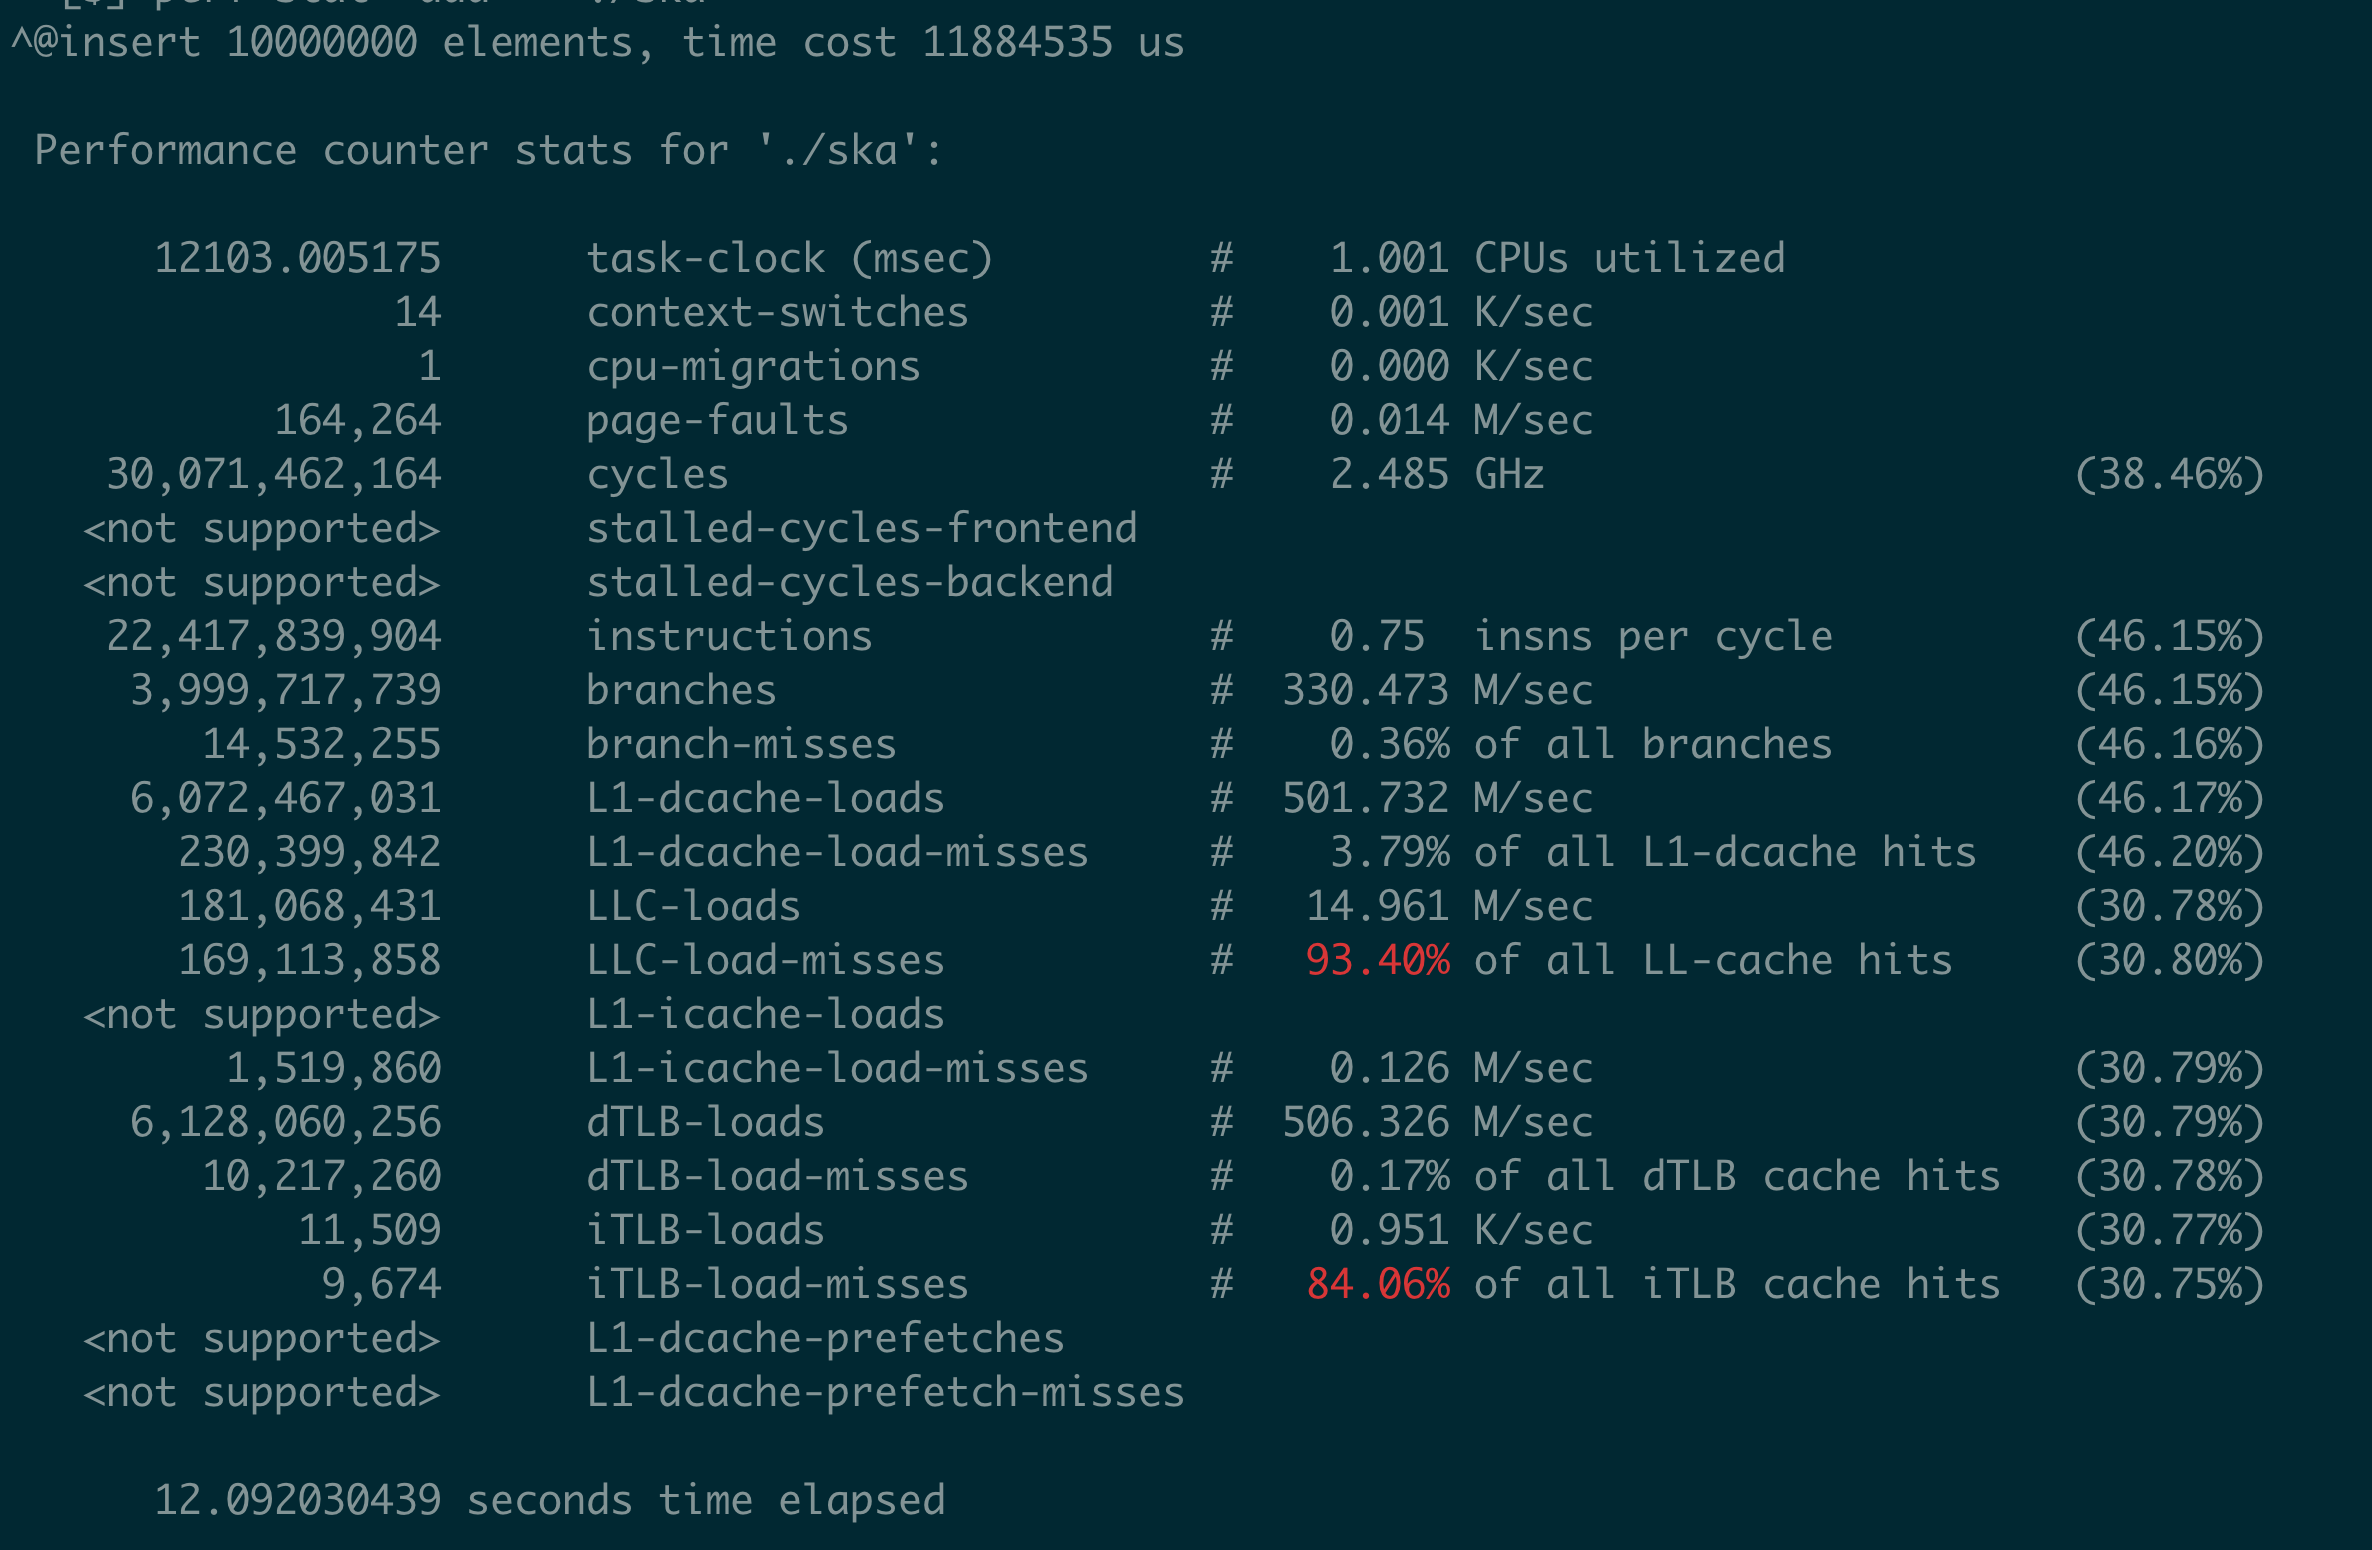 perf stat
^@insert 10000000 elements, time cost 11884535 us
Performance counter stats for './ska':
12103.005175 task-clock (msec) # 1.001 CPUs utilized
14 context-switches # 0.001 K/sec
1 cpu-migrations # 0.000 K/sec
164,264 page-faults # 0.014 M/sec
30,071,462,164 cycles # 2.485 GHz (38.46%)
<not supported> stalled-cycles-frontend
<not supported> stalled-cycles-backend
22,417,839,904 instructions # 0.75 insns per cycle (46.15%)
3,999,717,739 branches # 330.473 M/sec (46.15%)
14,532,255 branch-misses # 0.36% of all branches (46.16%)
6,072,467,031 L1-dcache-loads # 501.732 M/sec (46.17%)
230,399,842 L1-dcache-load-misses # 3.79% of all L1-dcache hits (46.20%)
181,068,431 LLC-loads # 14.961 M/sec (30.78%)
169,113,858 LLC-load-misses # 93.40% of all LL-cache hits (30.80%)
<not supported> L1-icache-loads
1,519,860 L1-icache-load-misses # 0.126 M/sec (30.79%)
6,128,060,256 dTLB-loads # 506.326 M/sec (30.79%)
10,217,260 dTLB-load-misses # 0.17% of all dTLB cache hits (30.78%)
11,509 iTLB-loads # 0.951 K/sec (30.77%)
9,674 iTLB-load-misses # 84.06% of all iTLB cache hits (30.75%)
<not supported> L1-dcache-prefetches
<not supported> L1-dcache-prefetch-misses
12.092030439 seconds time elapsed